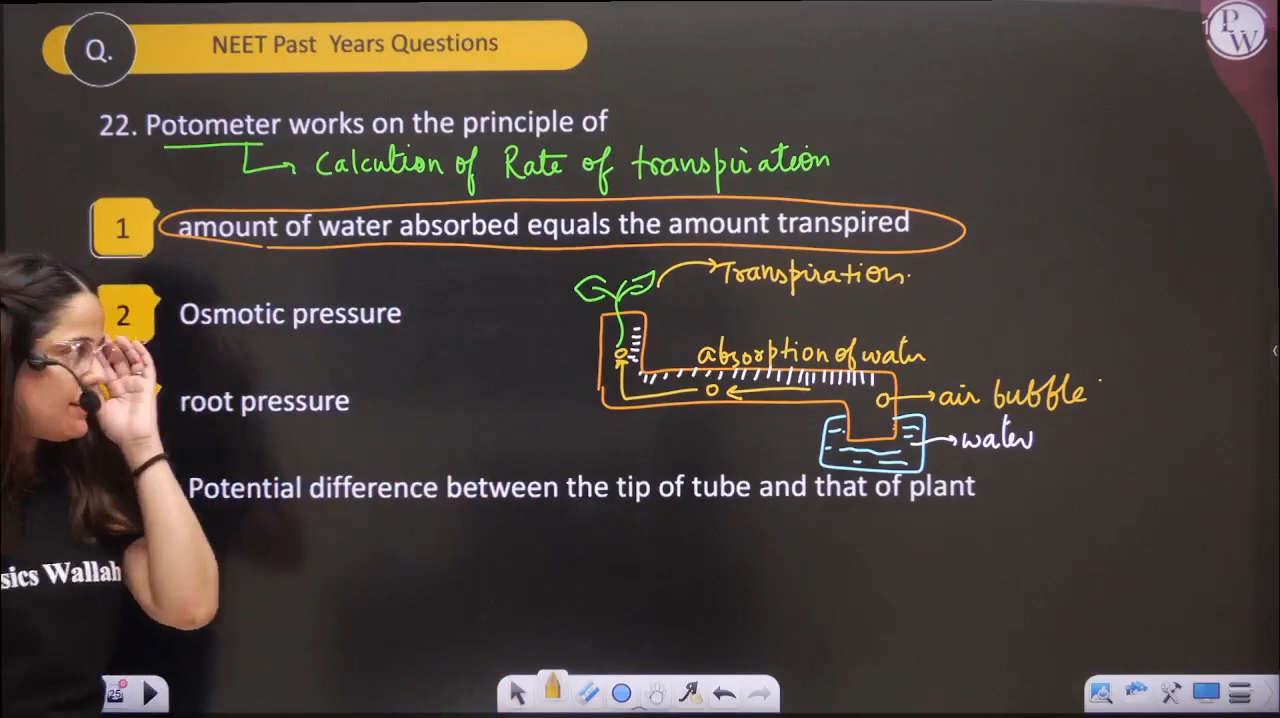 Q.
NEET Past Years Questions
PW
22. Potometer works on the principle of
Calcution of Rate of transpiration
1
amount of water absorbed equals the amount transpired
Transpiration.
2
Osmotic pressure
absorption of water
root pressure
air bubble
water
Potential difference between the tip of tube and that of plant
sics Wallah
25